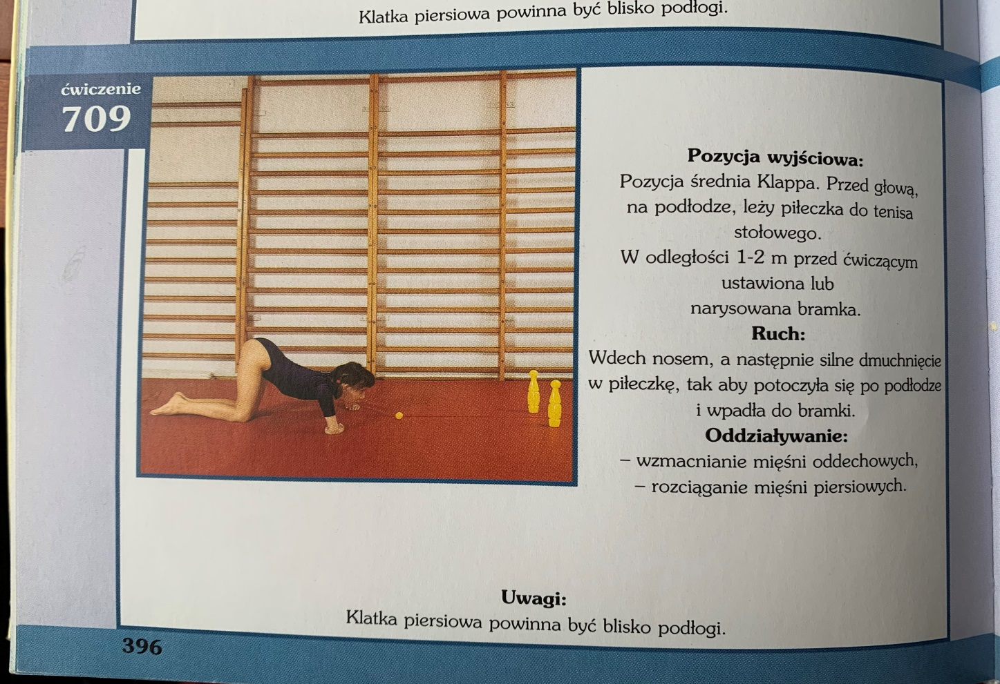 Klatka piersiowa powinna być blisko podłogi.
ćwiczenie
709
Pozycja wyjściowa:
Pozycja średnia Klappa. Przed głową,
na podłodze, leży piłeczka do tenisa
stołowego.
W odległości 1-2 m przed ćwiczącym
ustawiona lub
narysowana bramka.
Ruch:
Wdech nosem, a następnie silne dmuchnięcie
w piłeczkę, tak aby potoczyła się po podłodze
i wpadła do bramki.
Oddziaływanie:
– wzmacnianie mięśni oddechowych,
– rozciąganie mięśni piersiowych.
Uwagi:
Klatka piersiowa powinna być blisko podłogi.
396